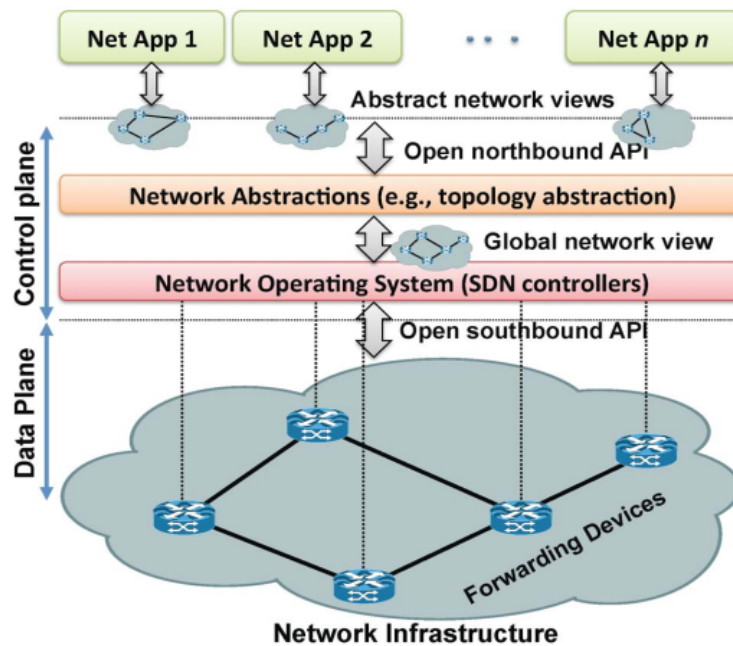 Net App 1
Net App 2
Net App n
Abstract network views
Open northbound API
Network Abstractions (e.g., topology abstraction)
Global network view
Network Operating System (SDN controllers)
Open southbound API
Control plane
Data Plane
Forwarding Devices
Network Infrastructure